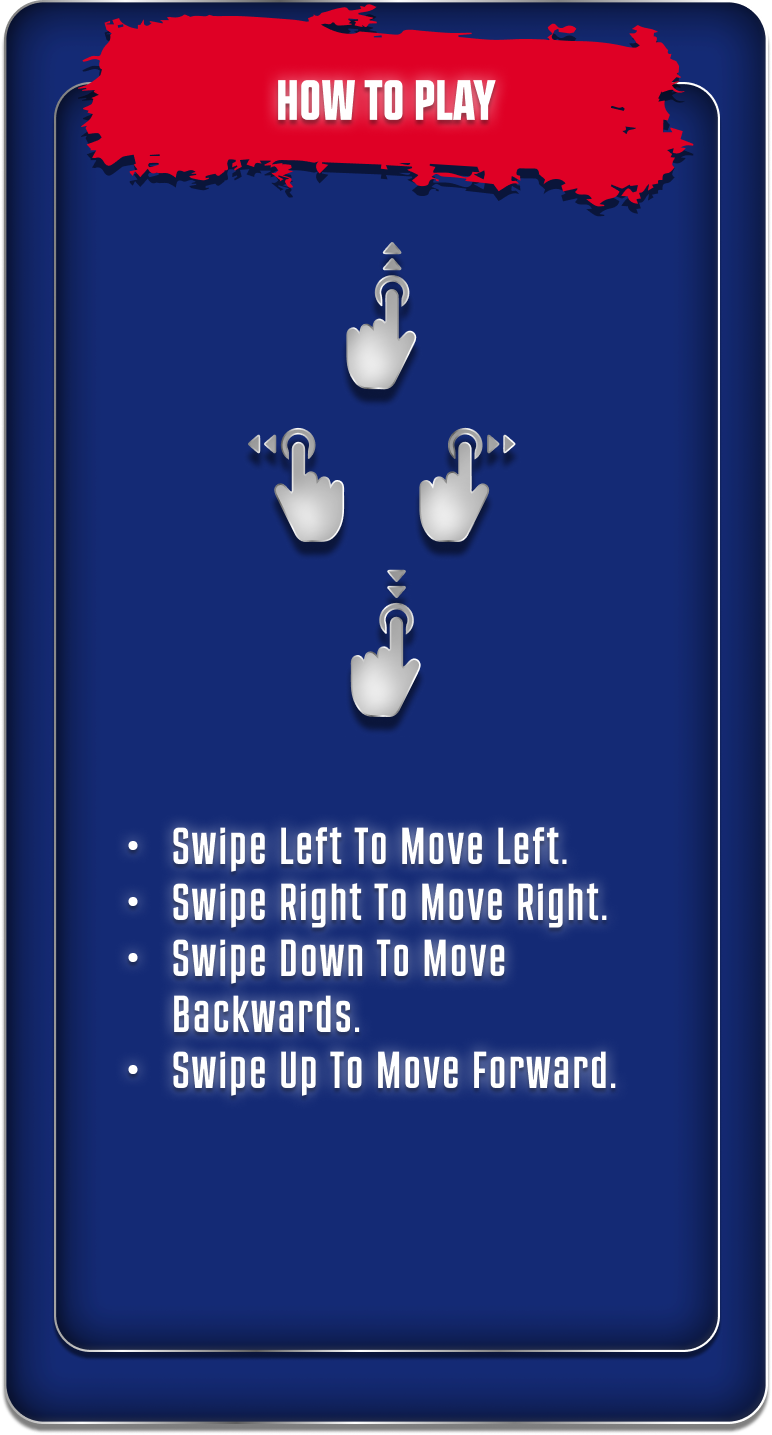 HOW TO PLAY
• Swipe Left To Move Left.
• Swipe Right To Move Right.
• Swipe Down To Move
Backwards.
• Swipe Up To Move Forward.